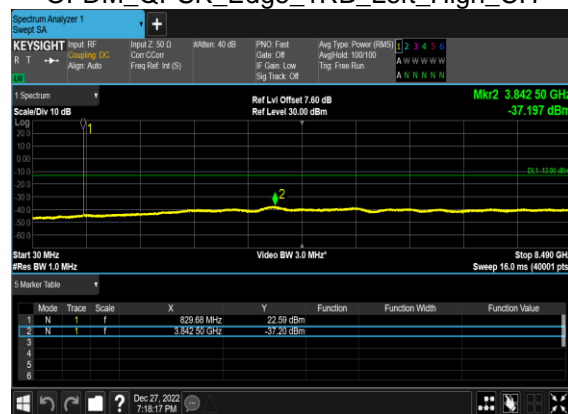 Spectrum Analyzer 1
Swept SA
KEYSIGHT Input: RF Input Z: 50 Ω #Atten: 40 dB PNO: Fast Avg Type: Power (RMS) 1 2 3 4 5 6
R T Coupling: DC Corr CCorr Gate: Off Avg|Hold: 100/100 A W W W W W
Align: Auto Freq Ref: Int (S) IF Gain: Low Trig: Free Run
Sig Track: Off A N N N N N
LXI
1 Spectrum Ref Lvl Offset 7.60 dB Mkr2 3.842 50 GHz
Scale/Div 10 dB Ref Level 30.00 dBm -37.197 dBm
Log
1
20.0
10.0
0.00
-10.0
DL1 -13.00 dBm
-20.0
-30.0
2
-40.0
-50.0
-60.0
Start 30 MHz Video BW 3.0 MHz* Stop 8.490 GHz
#Res BW 1.0 MHz Sweep 16.0 ms (40001 pts)
5 Marker Table
Mode Trace Scale X Y Function Function Width Function Value
1 N 1 f 829.68 MHz 22.59 dBm
2 N 1 f 3.842 50 GHz -37.20 dBm
3
4
5
6
? Dec 27, 2022
7:18:17 PM